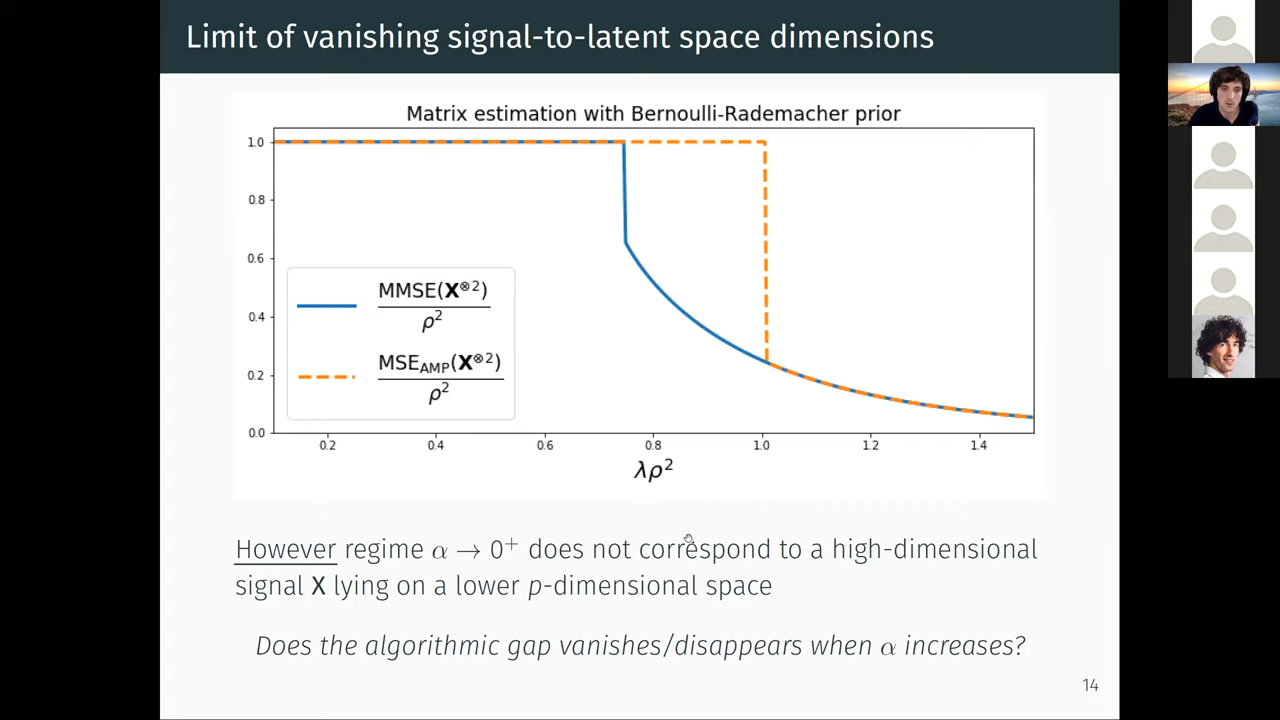 Limit of vanishing signal-to-latent space dimensions
Matrix estimation with Bernoulli-Rademacher prior
1.0
0.8
0.6
0.4
0.2
0.0
MMSE(X⊗2)
ρ2
MSEAMP(X⊗2)
ρ2
0.2 0.4 0.6 0.8 1.0 1.2 1.4
λρ2
However regime α → 0+ does not correspond to a high-dimensional
signal X lying on a lower p-dimensional space
Does the algorithmic gap vanishes/disappears when α increases?
14